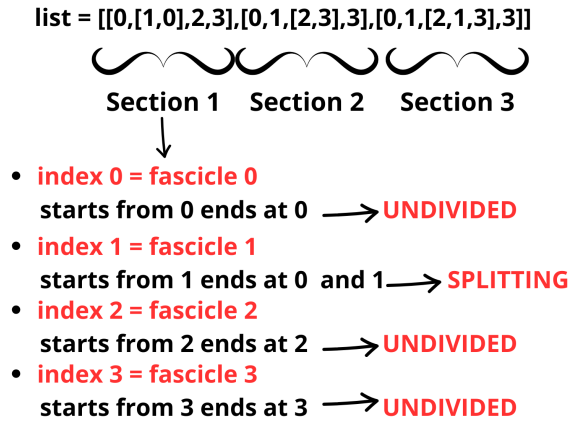 list = [[0,[1,0],2,3],[0,1,[2,3],3],[0,1,[2,1,3],3]]
Section 1 Section 2 Section 3
• index 0 = fascicle 0
starts from 0 ends at 0 UNDIVIDED
• index 1 = fascicle 1
starts from 1 ends at 0 and 1 SPLITTING
• index 2 = fascicle 2
starts from 2 ends at 2 UNDIVIDED
• index 3 = fascicle 3
starts from 3 ends at 3 UNDIVIDED